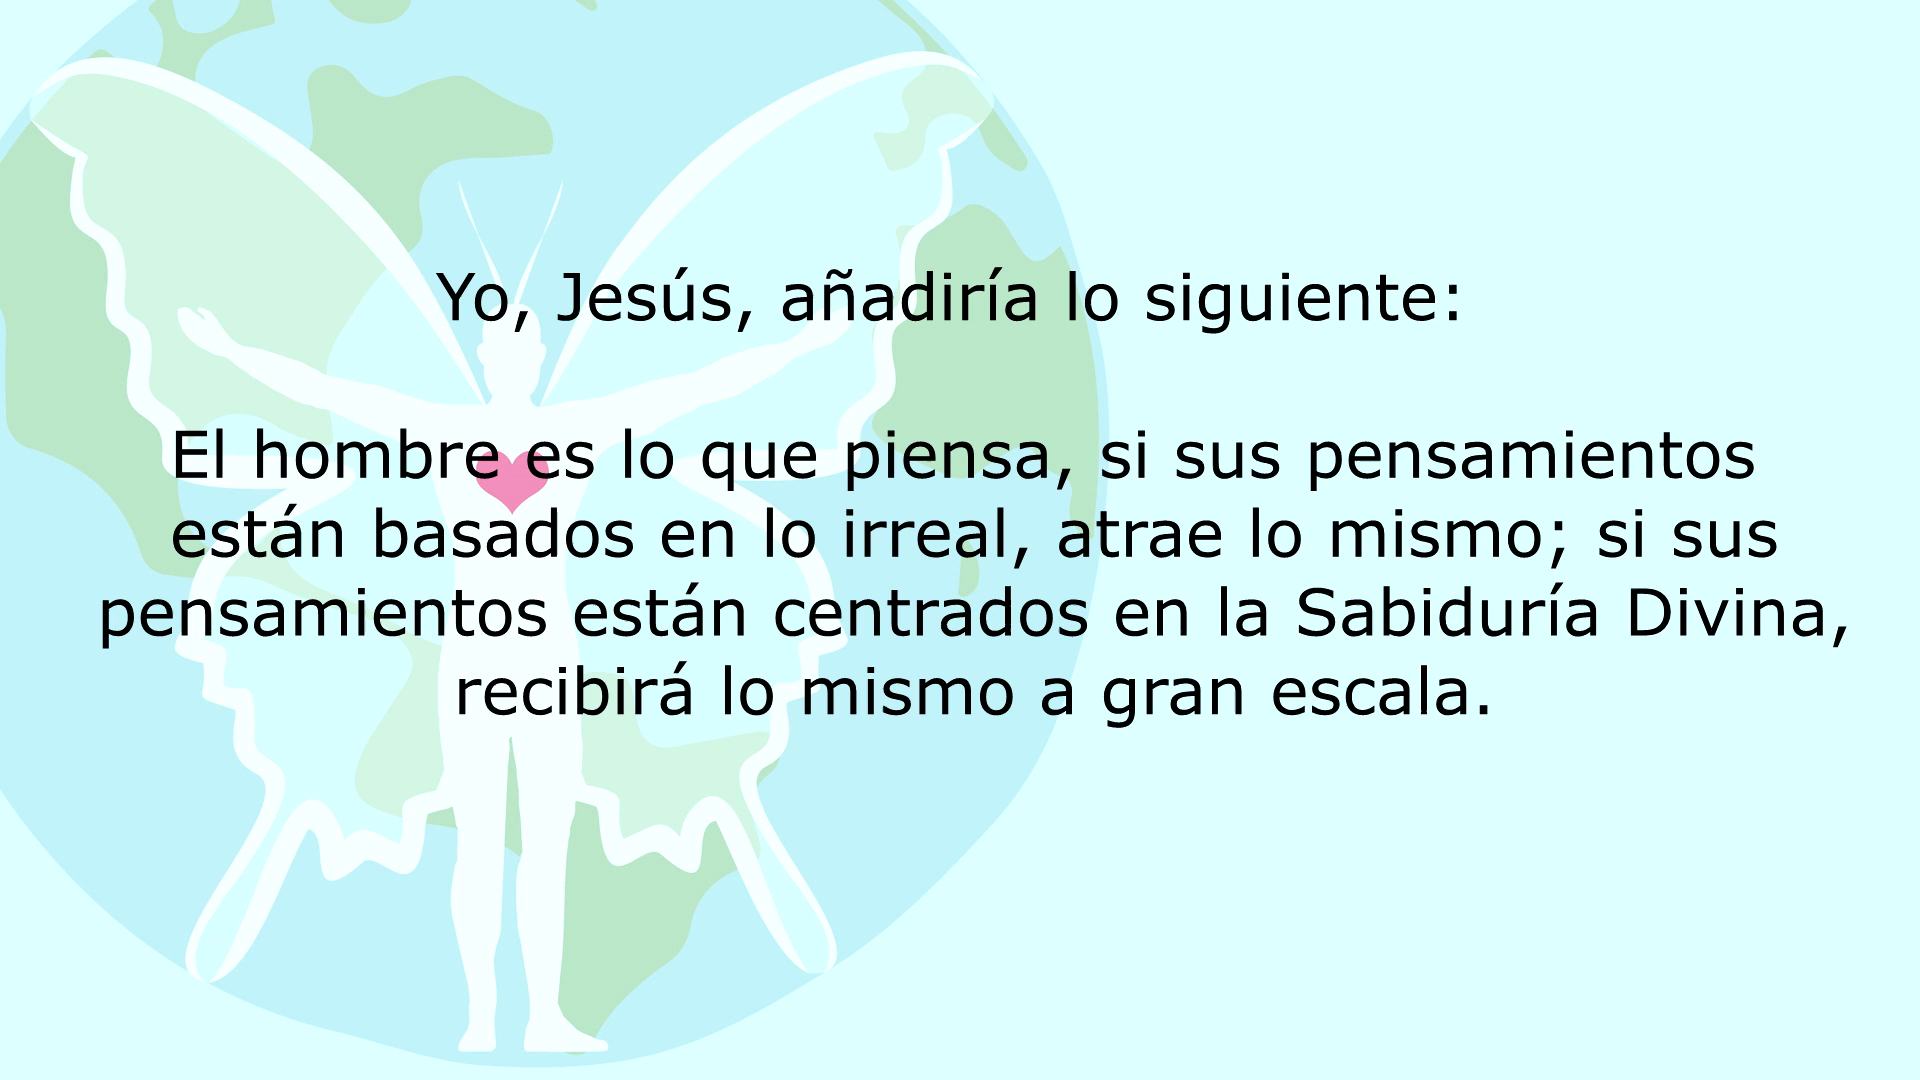 Yo, Jesús, añadiría lo siguiente:
El hombre es lo que piensa, si sus pensamientos
están basados en lo irreal, atrae lo mismo; si sus
pensamientos están centrados en la Sabiduría Divina,
recibirá lo mismo a gran escala.